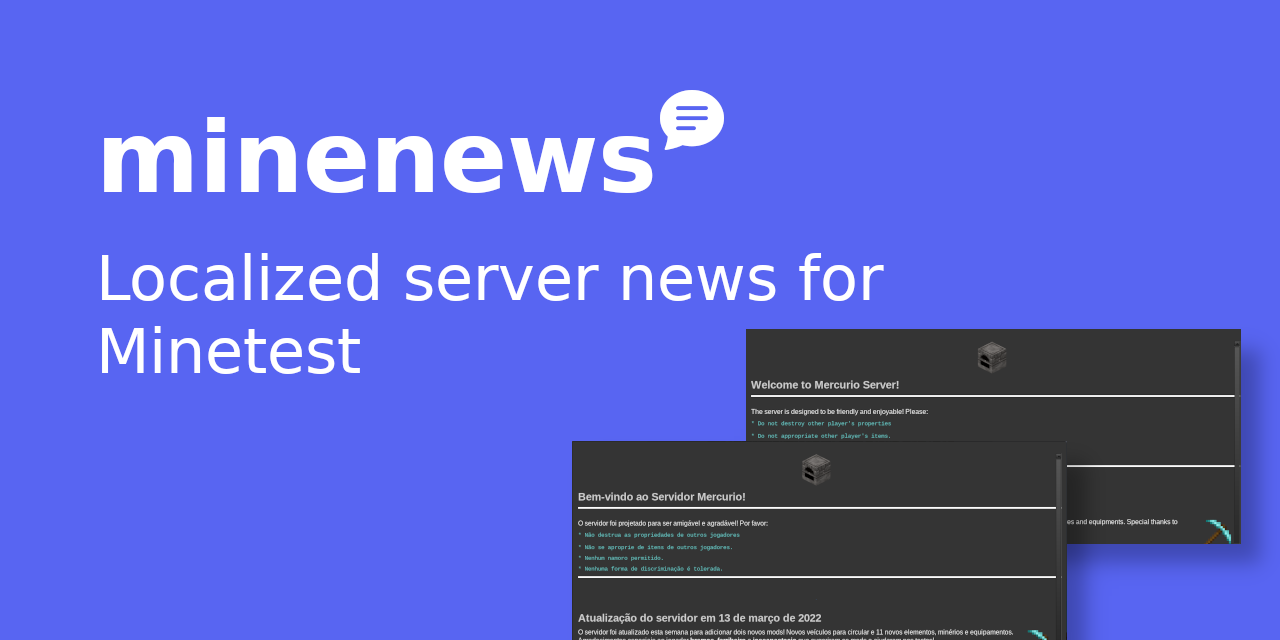 minenews
Localized server news for
Minetest
Welcome to Mercurio Server!
The server is designed to be friendly and enjoyable! Please:
* Do not destroy other player's properties
* Do not appropriate other player's items.
es and equipments. Special thanks to
Bem-vindo ao Servidor Mercurio!
O servidor foi projetado para ser amigável e agradável! Por favor:
* Não destrua as propriedades de outros jogadores
* Não se aproprie de itens de outros jogadores.
* Nenhum namoro permitido.
* Nenhuma forma de discriminação é tolerada.
Atualização do servidor em 13 de março de 2022
O servidor foi atualizado esta semana para adicionar dois novos mods! Novos veículos para circular e 11 novos elementos, minérios e equipamentos.